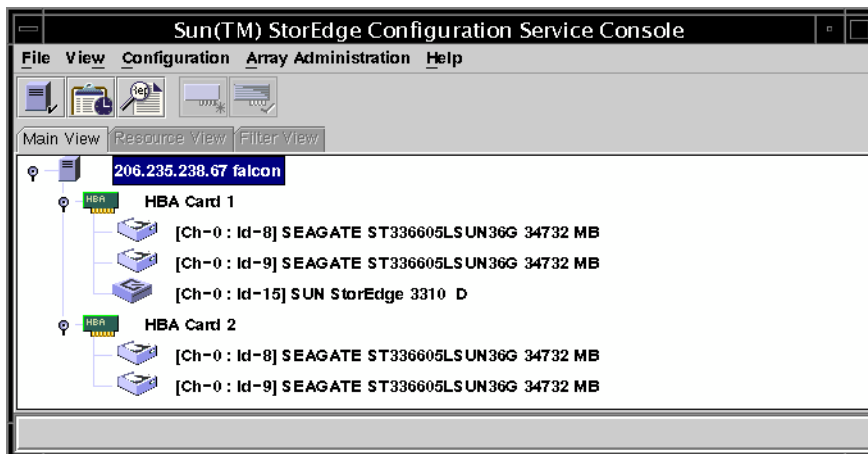 Sun(TM) StorEdge Configuration Service Console
File View Configuration Array Administration Help
Rep
Main View Resource View Filter View
206.235.238.67 falcon
HBA HBA Card 1
[Ch-0 : Id-8] SEAGATE ST336605LSUN36G 34732 MB
[Ch-0 : Id-9] SEAGATE ST336605LSUN36G 34732 MB
[Ch-0 : Id-15] SUN StorEdge 3310 D
HBA HBA Card 2
[Ch-0 : Id-8] SEAGATE ST336605LSUN36G 34732 MB
[Ch-0 : Id-9] SEAGATE ST336605LSUN36G 34732 MB